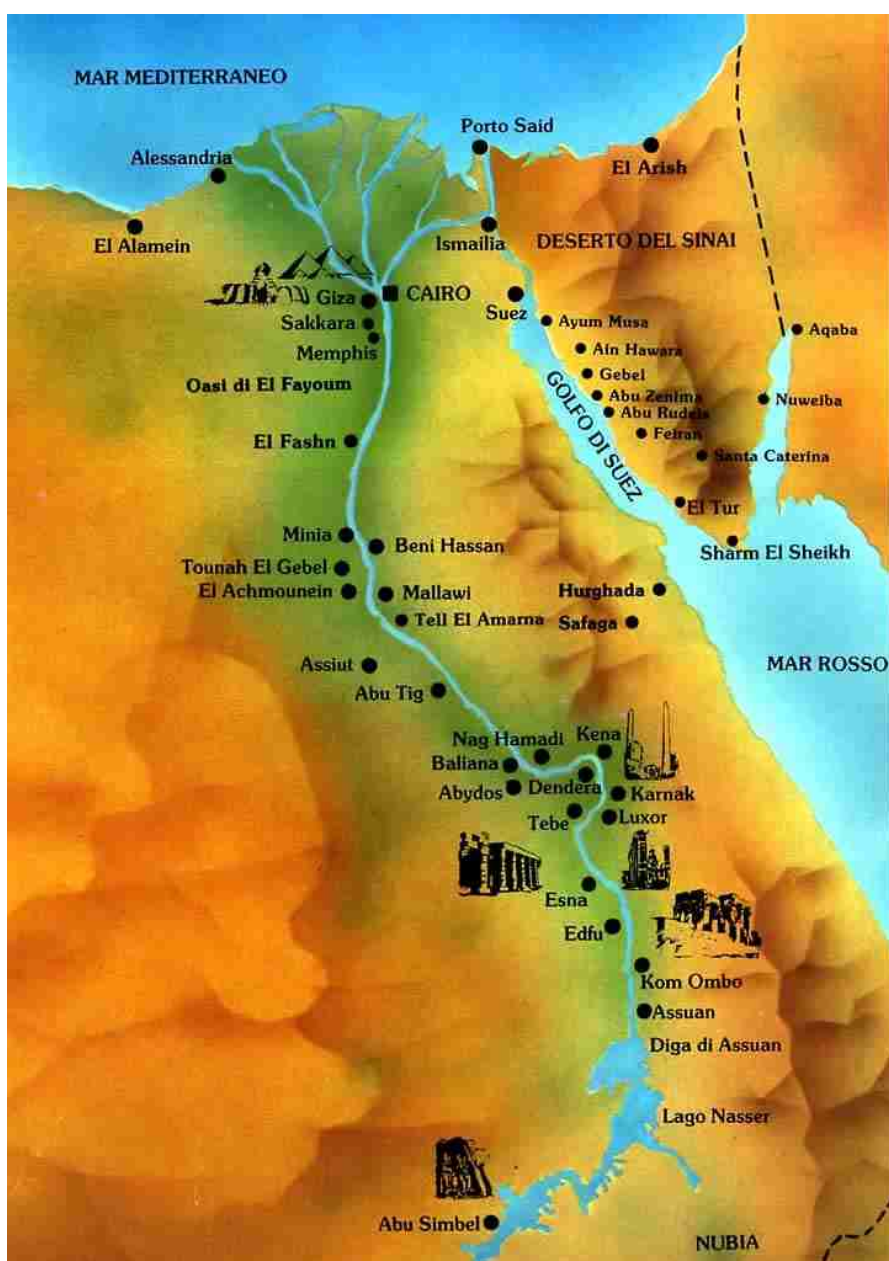 MAR MEDITERRANEO
Porto Said
Alessandria
El Arish
El Alamein
Ismailia
DESERTO DEL SINAI
Giza
CAIRO
Suez
Sakkara
Ayum Musa
Aqaba
Memphis
Ain Hawara
Oasi di El Fayoum
Gebel
Abu Zenima
Nuweiba
Abu Rudeis
GOLFO DI SUEZ
El Fashn
Feiran
Santa Caterina
El Tur
Minia
Beni Hassan
Sharm El Sheikh
Tounah El Gebel
El Achmounein
Mallawi
Hurghada
Tell El Amarna
Safaga
Assiut
MAR ROSSO
Abu Tig
Nag Hamadi
Kena
Baliana
Abydos
Dendera
Karnak
Tebe
Luxor
Esna
Edfu
Kom Ombo
Assuan
Diga di Assuan
Lago Nasser
Abu Simbel
NUBIA